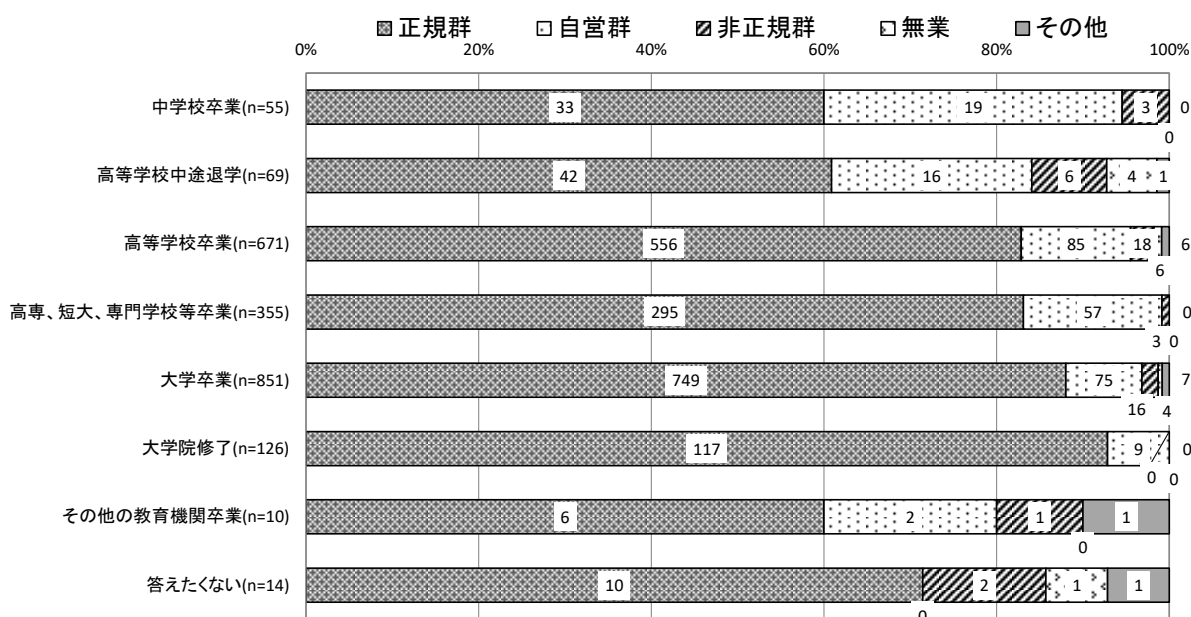 正規群 自営群 非正規群 無業 その他
0% 20% 40% 60% 80% 100%
中学校卒業(n=55) 33 19 3 0
0
高等学校中途退学(n=69) 42 16 6 4 1
高等学校卒業(n=671) 556 85 18 6
6
高専、短大、専門学校等卒業(n=355) 295 57 0
3 0
大学卒業(n=851) 749 75 7
16 4
大学院修了(n=126) 117 9 0
0 0
その他の教育機関卒業(n=10) 6 2 1 1
0
答えたくない(n=14) 10 2 1 1
0